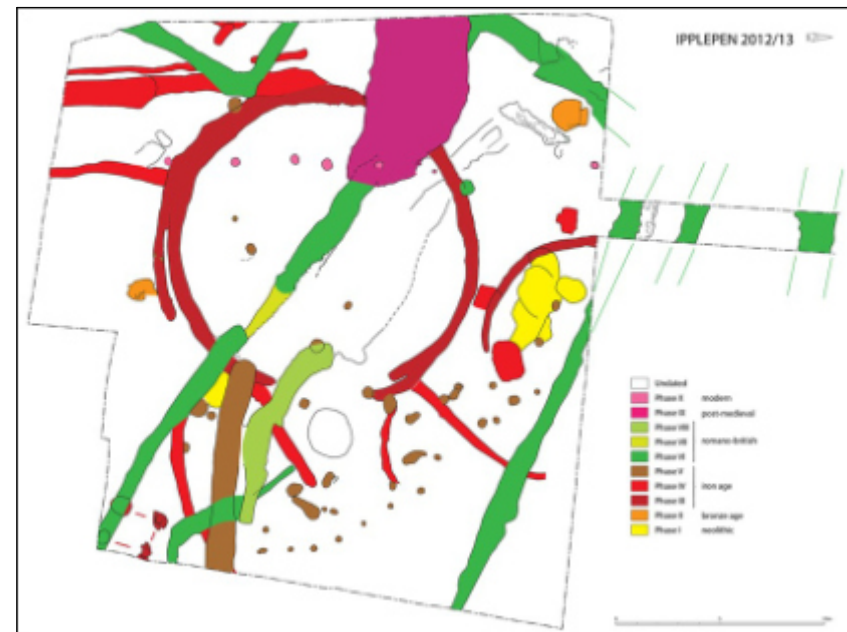 IPPLEPEN 2012/13
Undated
Phase X modern
Phase IX post-medieval
Phase VIII
Phase VII romano-british
Phase VI
Phase V
Phase IV iron age
Phase III
Phase II bronze age
Phase I neolithic